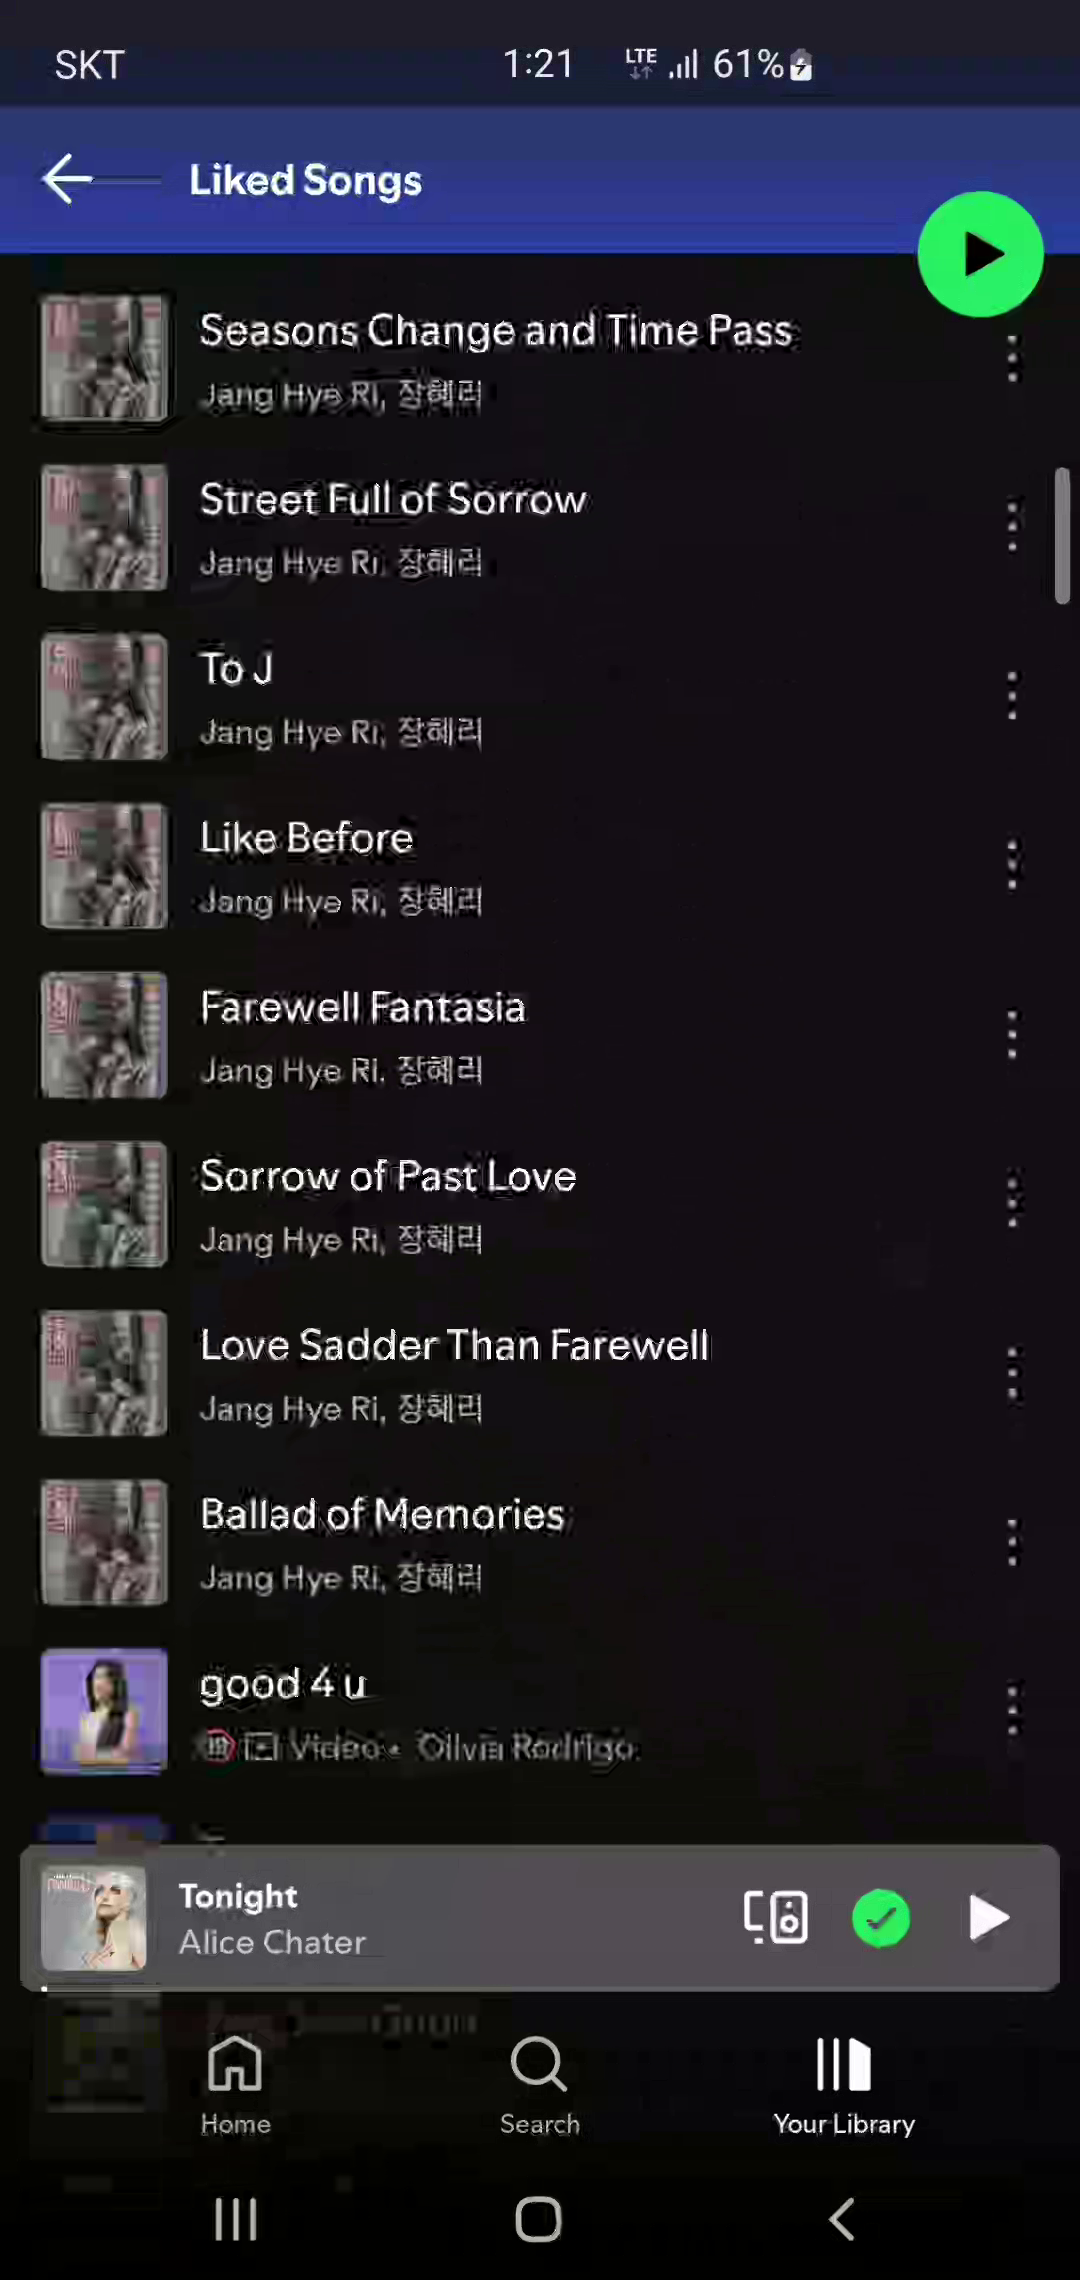 SKT 1:21 LTE 61%
Liked Songs
Seasons Change and Time Pass
Jang Hye Ri, 장혜리
Street Full of Sorrow
Jang Hye Ri, 장혜리
To J
Jang Hye Ri, 장혜리
Like Before
Jang Hye Ri, 장혜리
Farewell Fantasia
Jang Hye Ri, 장혜리
Sorrow of Past Love
Jang Hye Ri, 장혜리
Love Sadder Than Farewell
Jang Hye Ri, 장혜리
Ballad of Memories
Jang Hye Ri, 장혜리
good 4 u
19 Video • Olivia Rodrigo
Tonight
Alice Chater
Home Search Your Library